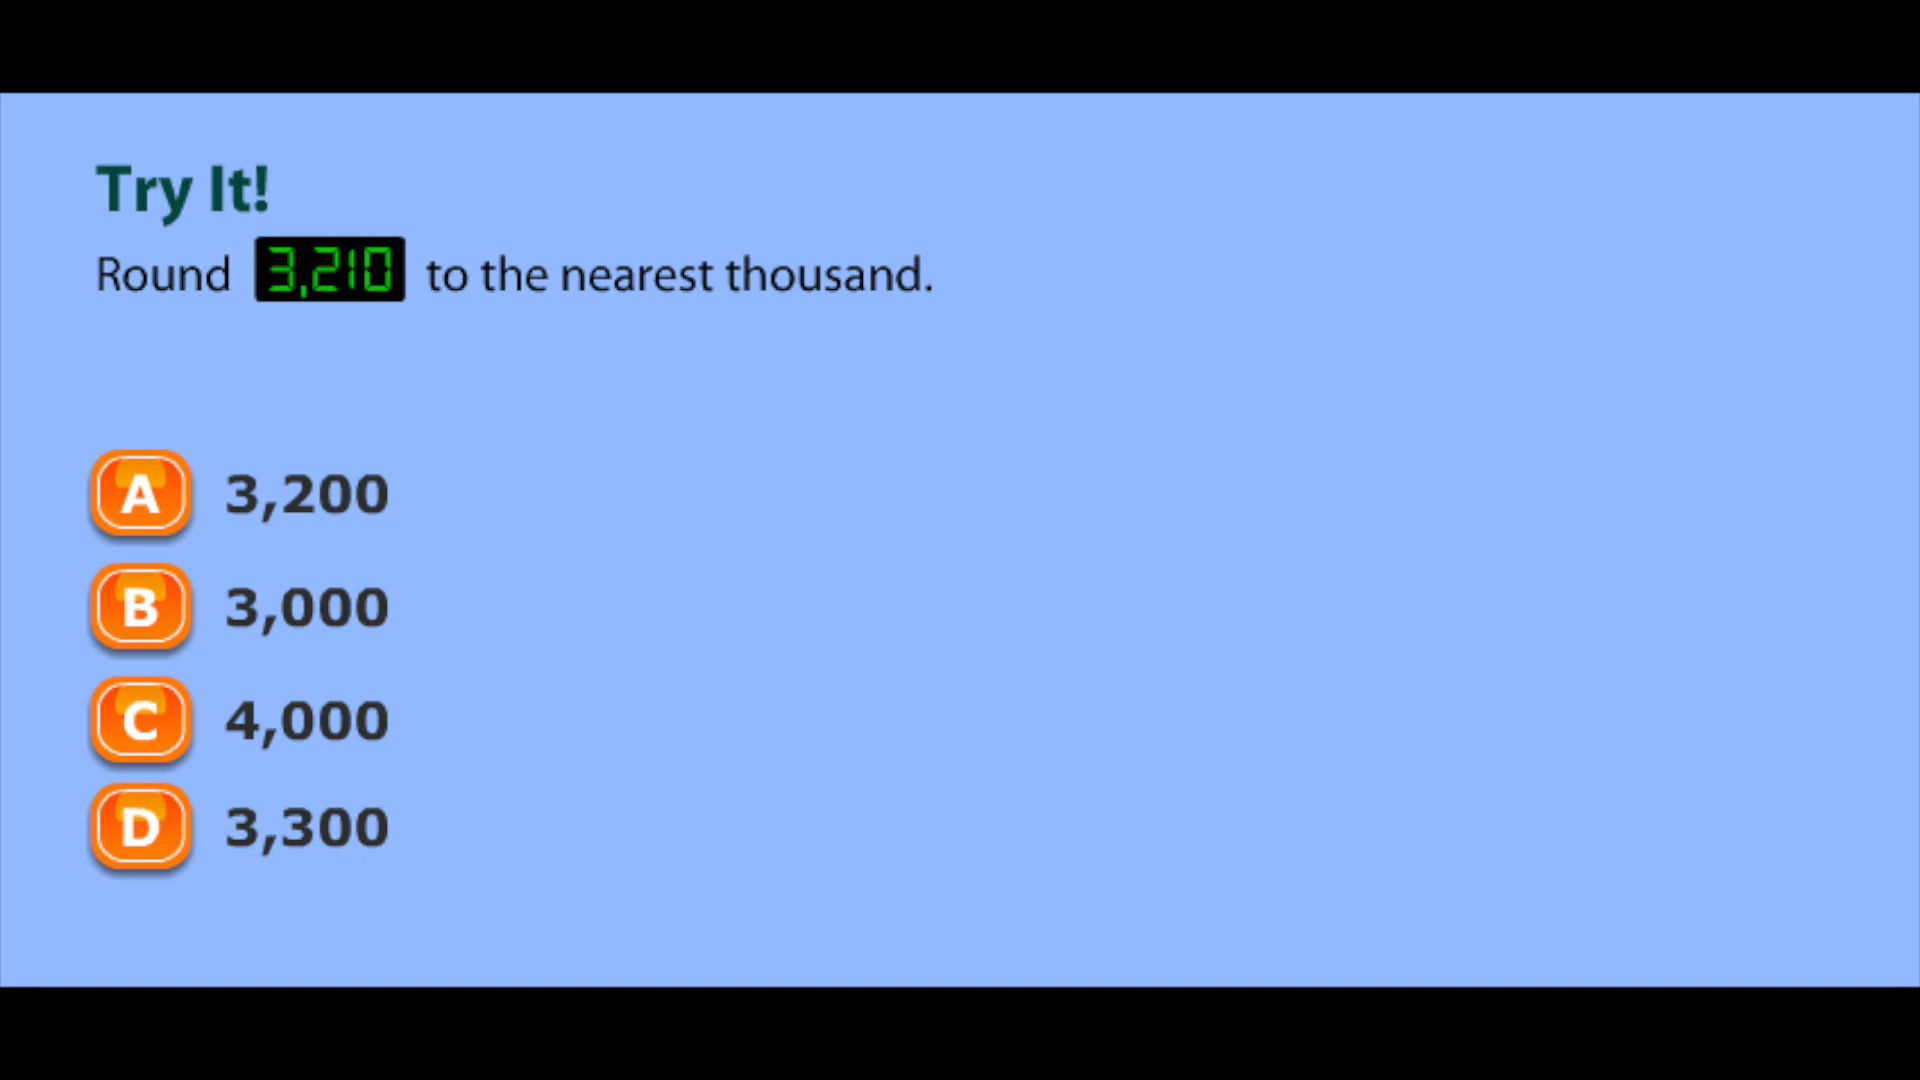 Try It!
Round 3,210 to the nearest thousand.
A 3,200
B 3,000
C 4,000
D 3,300